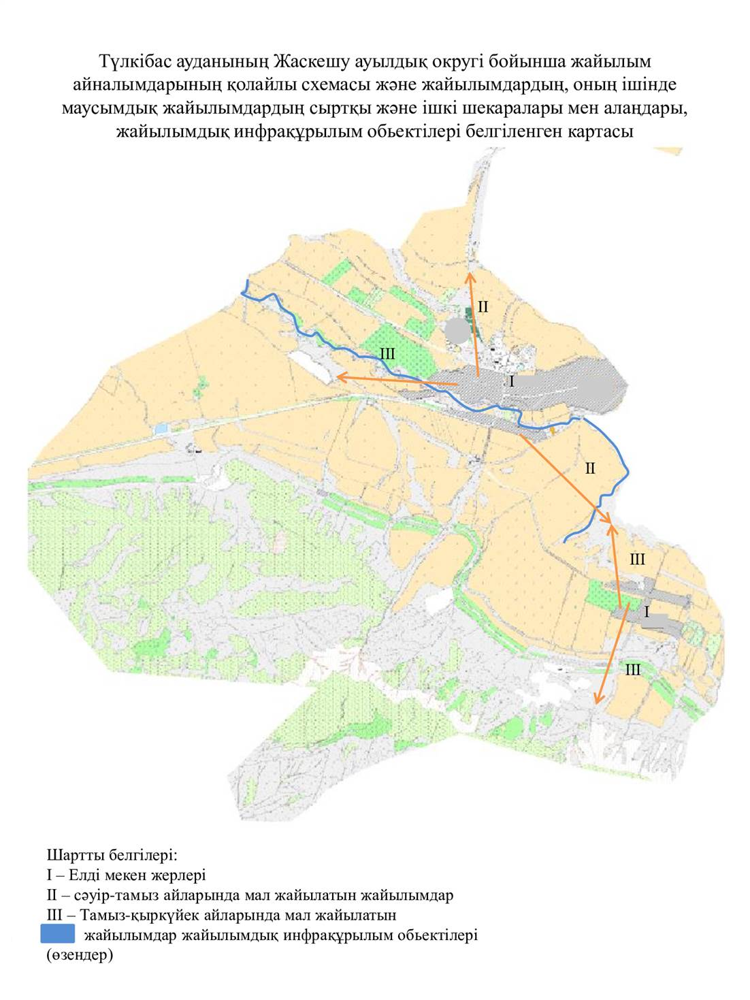 Түлкібас ауданының Жаскешу ауылдық округі бойынша жайылым
айналымдарының қолайлы схемасы және жайылымдардың, оның ішінде
маусымдық жайылымдардың сыртқы және ішкі шекаралары мен алаңдары,
жайылымдық инфрақұрылым обьектілері белгіленген картасы
II
III
I
II
III
I
III
Шартты белгілері:
I – Елді мекен жерлері
II – сәуір-тамыз айларында мал жайылатын жайылымдар
III – Тамыз-қыркүйек айларында мал жайылатын
жайылымдар жайылымдық инфрақұрылым обьектілері
(өзендер)